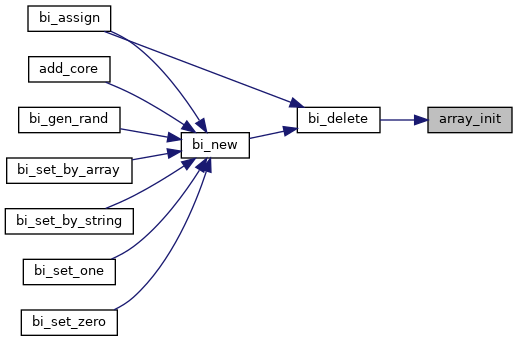 bi_assign
add_core
bi_gen_rand
bi_set_by_array
bi_set_by_string
bi_set_one
bi_set_zero
bi_new
bi_delete
array_init